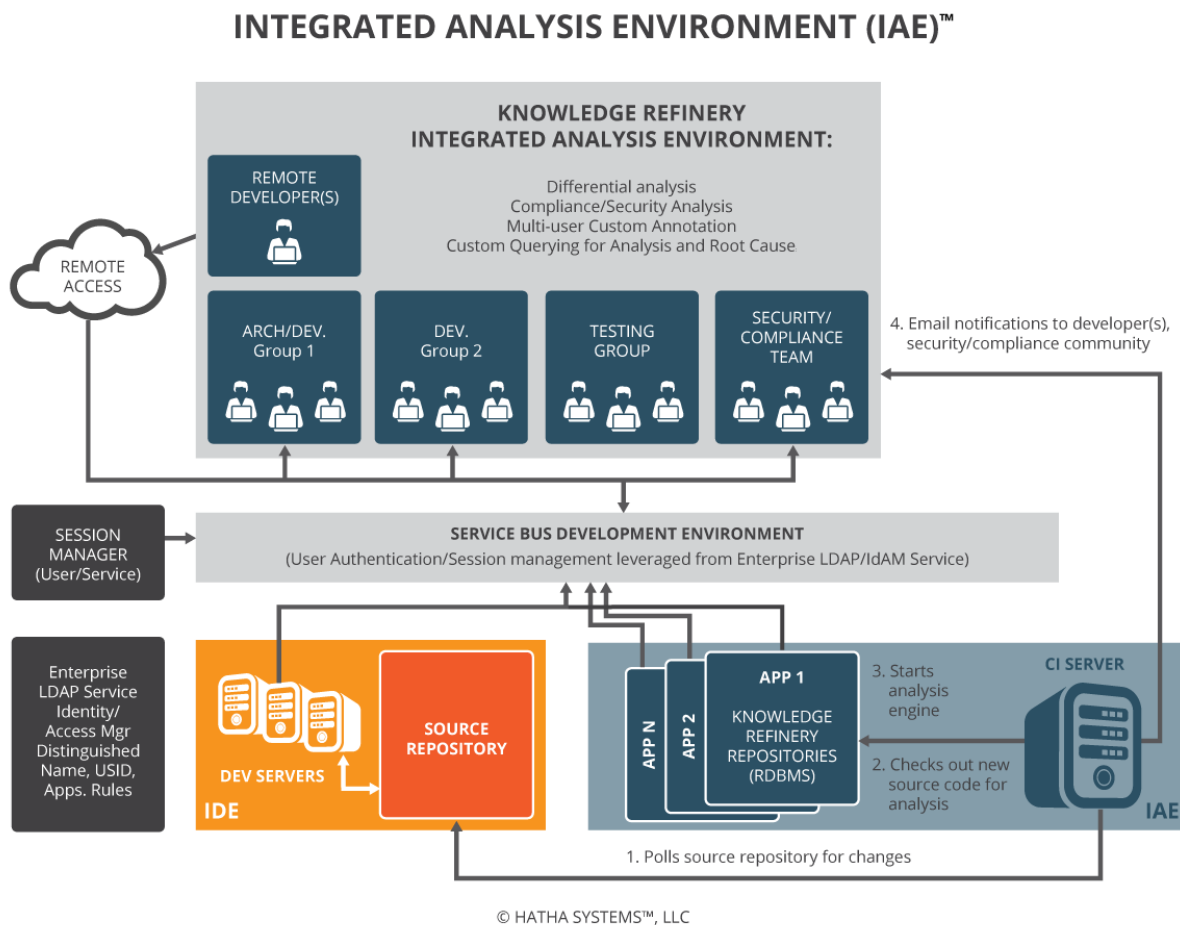 INTEGRATED ANALYSIS ENVIRONMENT (IAE)™
KNOWLEDGE REFINERY
INTEGRATED ANALYSIS ENVIRONMENT:
Differential analysis
Compliance/Security Analysis
Multi-user Custom Annotation
Custom Querying for Analysis and Root Cause
REMOTE
DEVELOPER(S)
REMOTE
ACCESS
ARCH/DEV.
Group 1
DEV.
Group 2
TESTING
GROUP
SECURITY/
COMPLIANCE
TEAM
4. Email notifications to developer(s),
security/compliance community
SESSION
MANAGER
(User/Service)
SERVICE BUS DEVELOPMENT ENVIRONMENT
(User Authentication/Session management leveraged from Enterprise LDAP/IdAM Service)
Enterprise
LDAP Service
Identity/
Access Mgr
Distinguished
Name, USID,
Apps. Rules
DEV SERVERS
IDE
SOURCE
REPOSITORY
APP N
APP 2
APP 1
KNOWLEDGE
REFINERY
REPOSITORIES
(RDBMS)
3. Starts
analysis
engine
2. Checks out new
source code for
analysis
CI SERVER
IAE
1. Polls source repository for changes
© HATHA SYSTEMS™, LLC